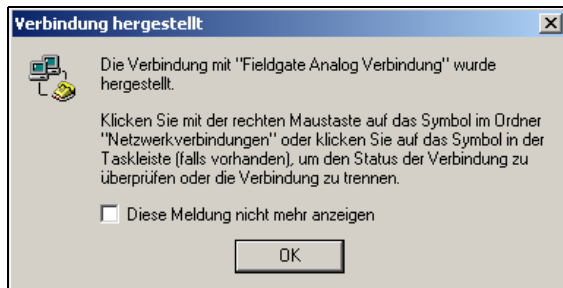 Verbindung hergestellt
Die Verbindung mit "Fieldgate Analog Verbindung" wurde
hergestellt.
Klicken Sie mit der rechten Maustaste auf das Symbol im Ordner
"Netzwerkverbindungen" oder klicken Sie auf das Symbol in der
Taskleiste (falls vorhanden), um den Status der Verbindung zu
überprüfen oder die Verbindung zu trennen.
Diese Meldung nicht mehr anzeigen
OK